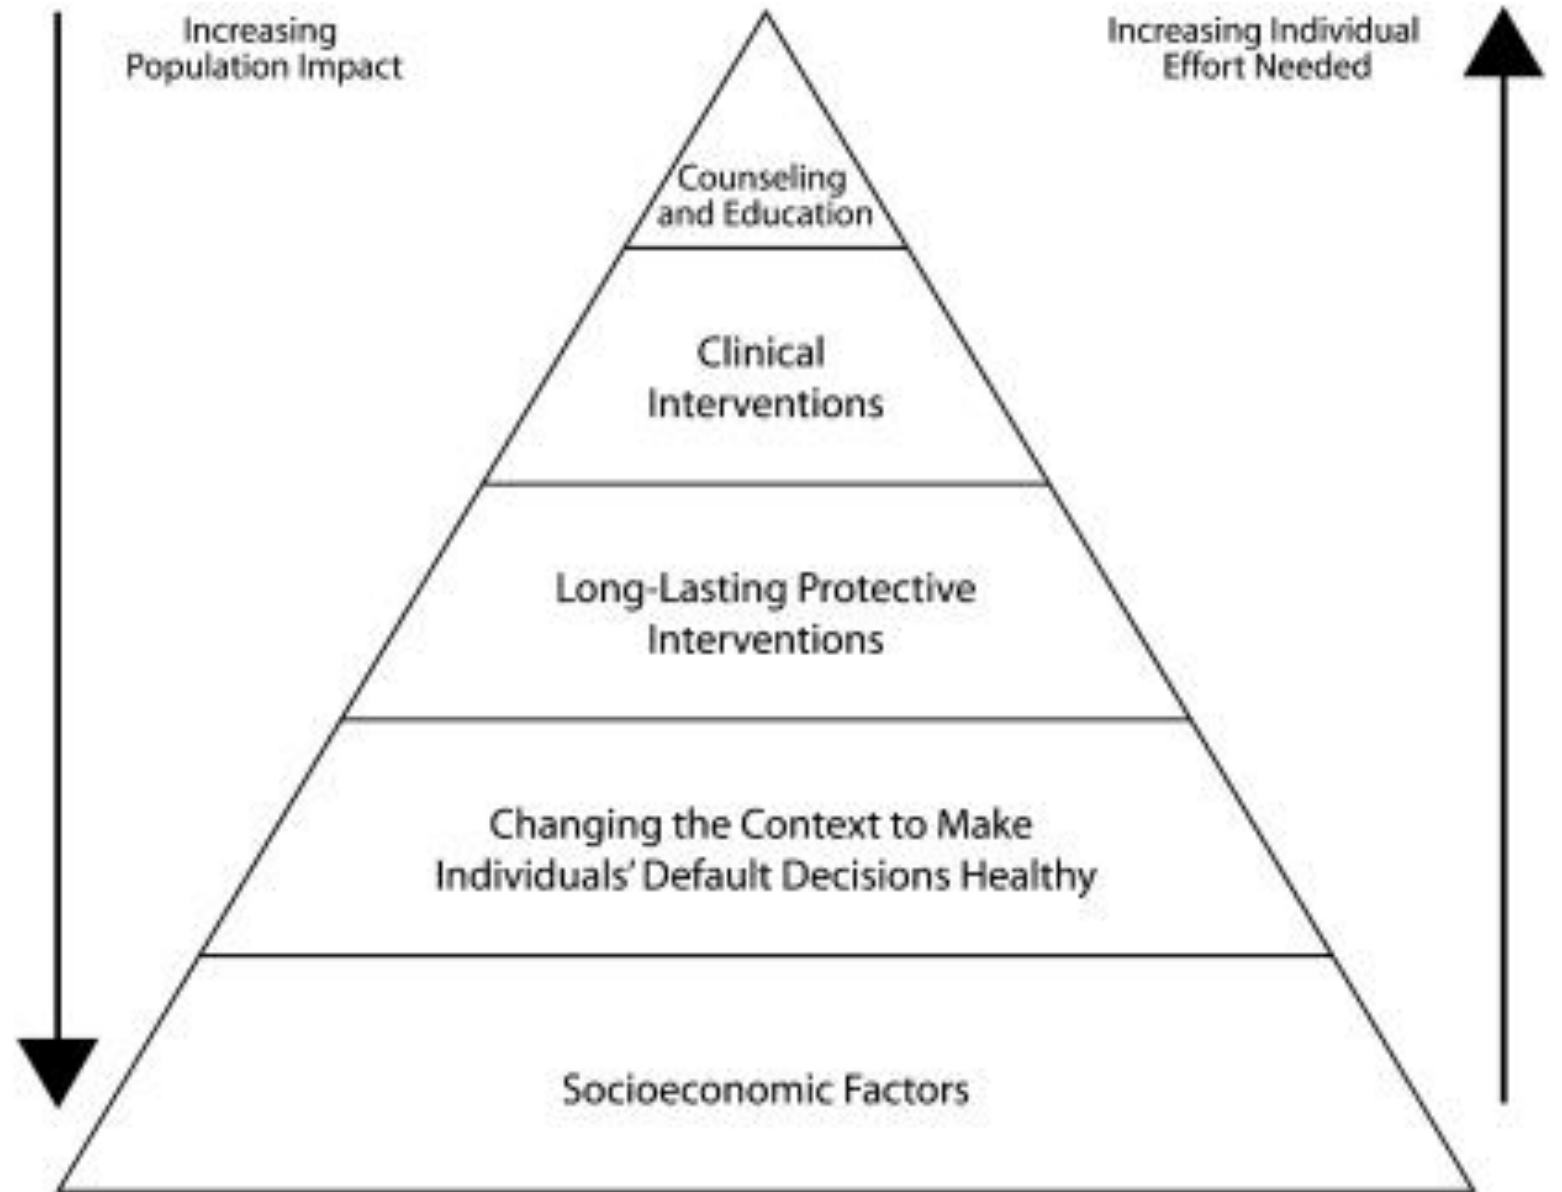 Increasing
Population Impact
Increasing Individual
Effort Needed
Counseling
and Education
Clinical
Interventions
Long-Lasting Protective
Interventions
Changing the Context to Make
Individuals’ Default Decisions Healthy
Socioeconomic Factors